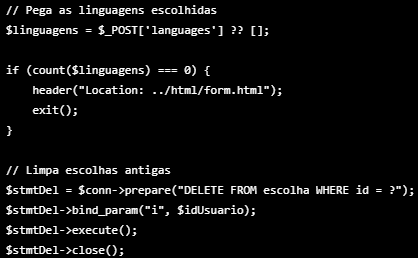 // Pega as linguagens escolhidas
$linguagens = $_POST['languages'] ?? [];
if (count($linguagens) === 0) {
header("Location: ../html/form.html");
exit();
}
// Limpa escolhas antigas
$stmtDel = $conn->prepare("DELETE FROM escolha WHERE id = ?");
$stmtDel->bind_param("i", $idUsuario);
$stmtDel->execute();
$stmtDel->close();